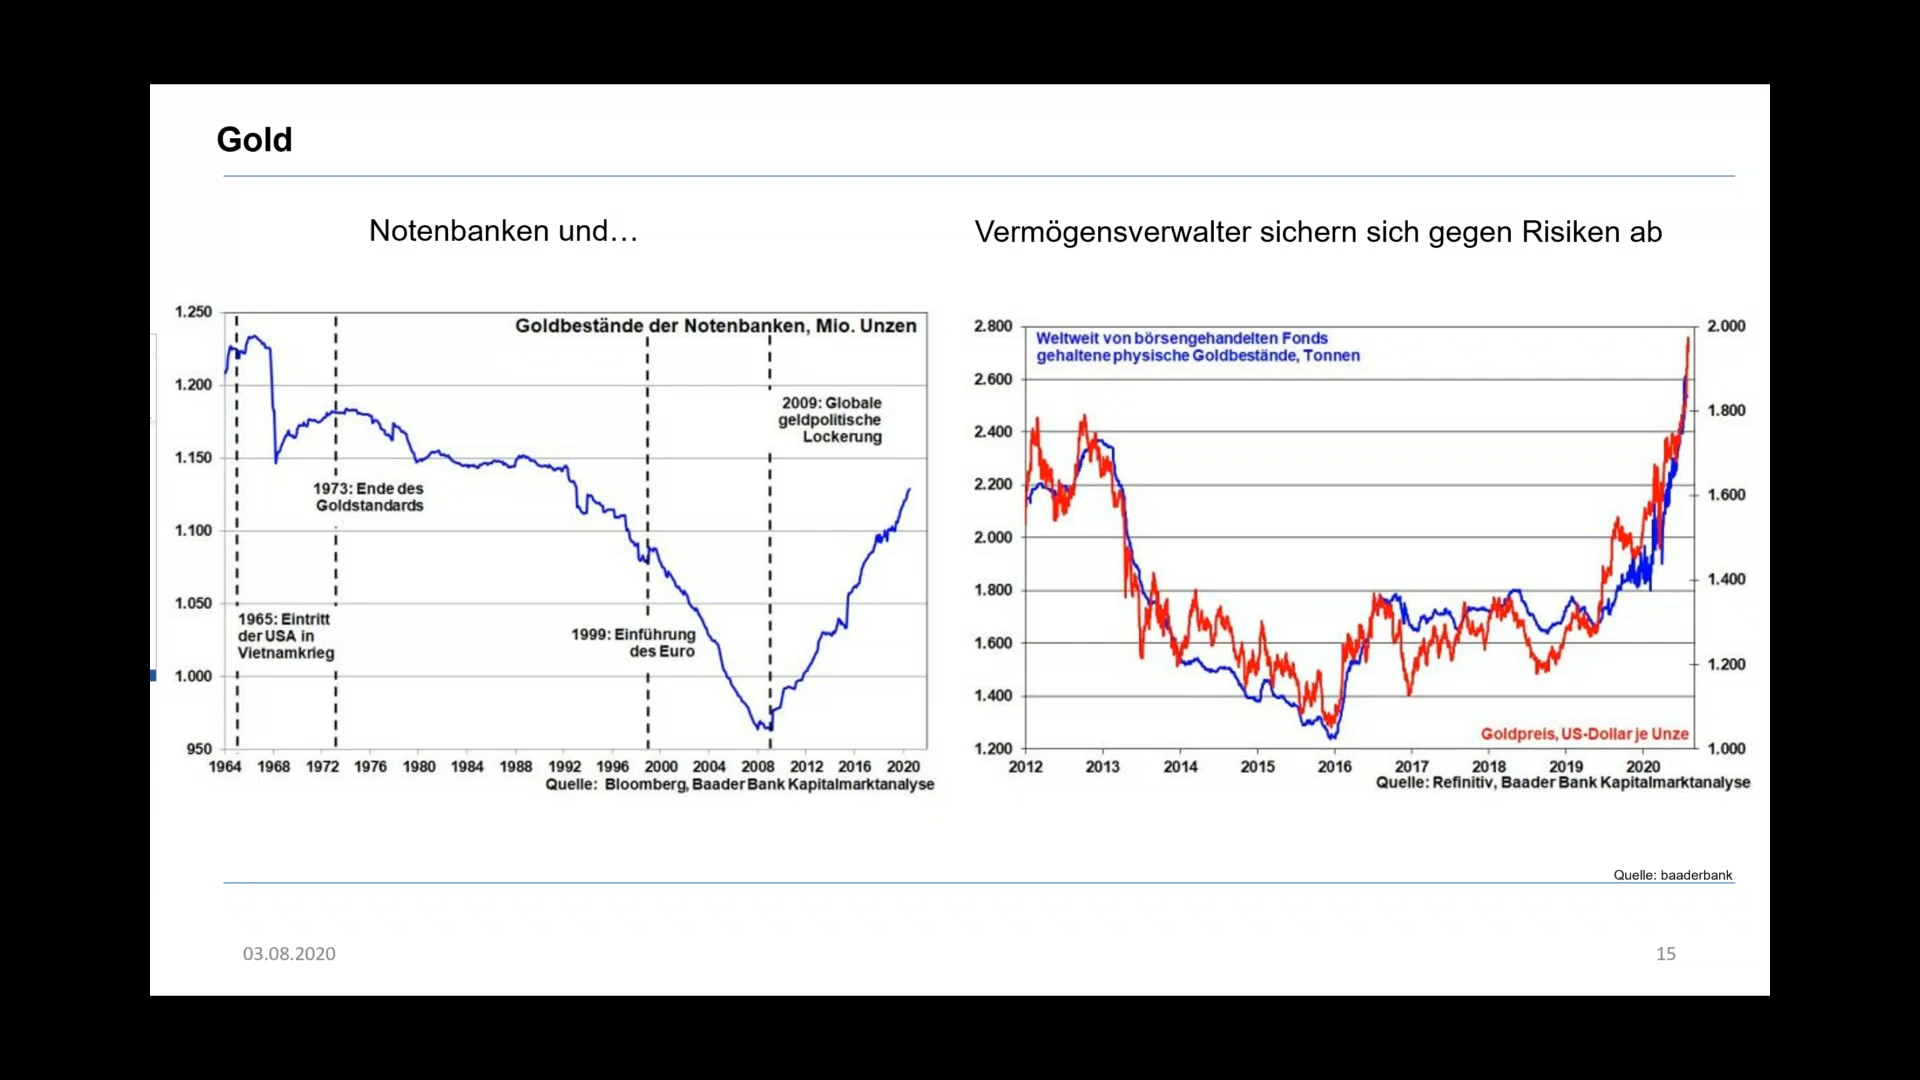 Gold
Notenbanken und…
Vermögensverwalter sichern sich gegen Risiken ab
Goldbestände der Notenbanken, Mio. Unzen
1.250
1.200
1.150
1.100
1.050
1.000
950
2009: Globale
geldpolitische
Lockerung
1973: Ende des
Goldstandards
1965: Eintritt
der USA in
Vietnamkrieg
1999: Einführung
des Euro
1964 1968 1972 1976 1980 1984 1988 1992 1996 2000 2004 2008 2012 2016 2020
Quelle: Bloomberg, Baader Bank Kapitalmarktanalyse
Weltweit von börsengehandelten Fonds
gehaltene physische Goldbestände, Tonnen
2.800
2.600
2.400
2.200
2.000
1.800
1.600
1.400
1.200
2.000
1.800
1.600
1.400
1.200
1.000
Goldpreis, US-Dollar je Unze
2012 2013 2014 2015 2016 2017 2018 2019 2020
Quelle: Refinitiv, Baader Bank Kapitalmarktanalyse
Quelle: baaderbank
03.08.2020
15